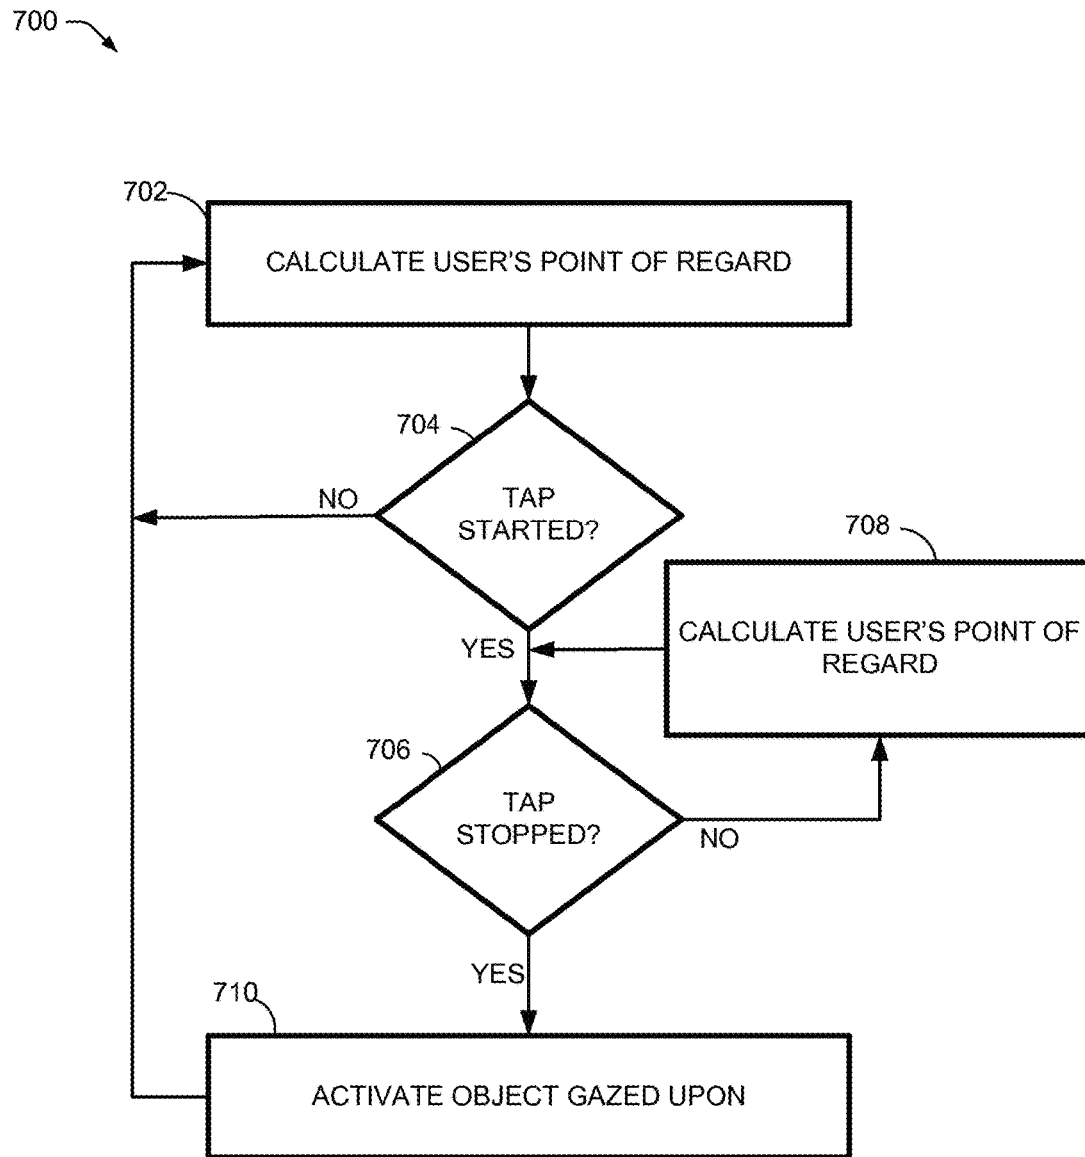 700
702
CALCULATE USER'S POINT OF REGARD
704
TAP
STARTED?
NO
708
CALCULATE USER'S POINT OF
REGARD
YES
706
TAP
STOPPED?
NO
YES
710
ACTIVATE OBJECT GAZED UPON